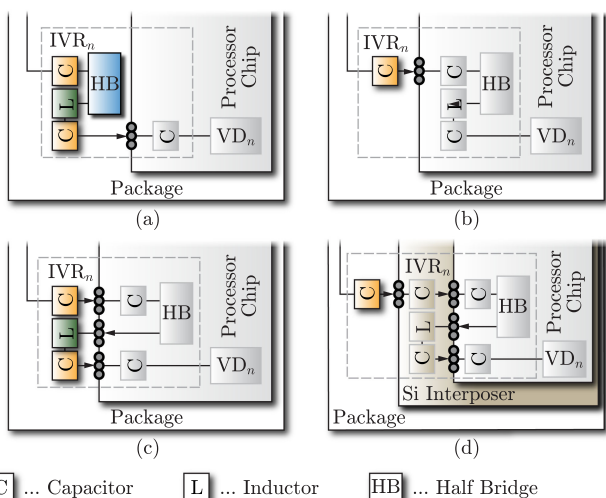 IVRn
C
HB
L
C
C
VDn
Processor Chip
Package
(a)
IVRn
C
C
HB
L
C
VDn
Processor Chip
Package
(b)
IVRn
C
C
HB
L
C
C
VDn
Processor Chip
Package
(c)
IVRn
C
C
C
HB
L
C
C
VDn
Processor Chip
Si Interposer
Package
(d)
C ... Capacitor
L ... Inductor
HB ... Half Bridge